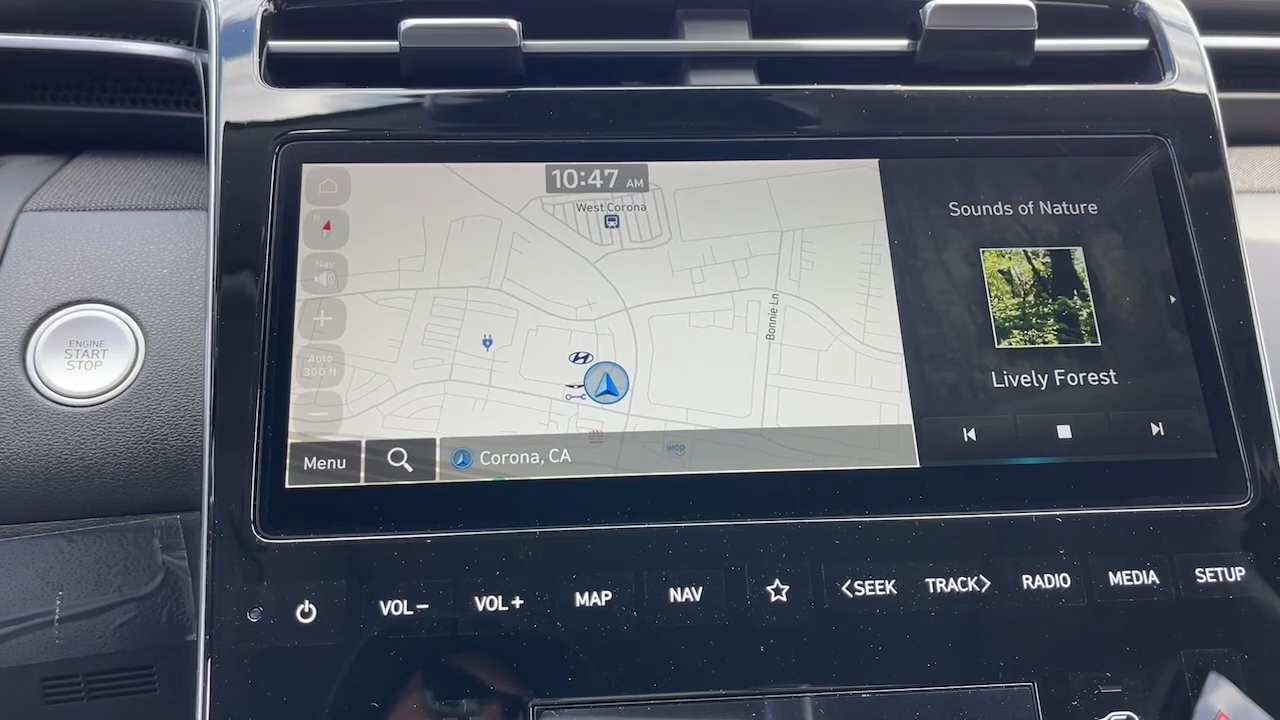 10:47 AM
West Corona
N
Nav
Auto
300 ft
Bonnie Ln
IHOP
Menu
Corona, CA
Sounds of Nature
Lively Forest
ENGINE
START
STOP
VOL−
VOL+
MAP
NAV
<SEEK
TRACK>
RADIO
MEDIA
SETUP